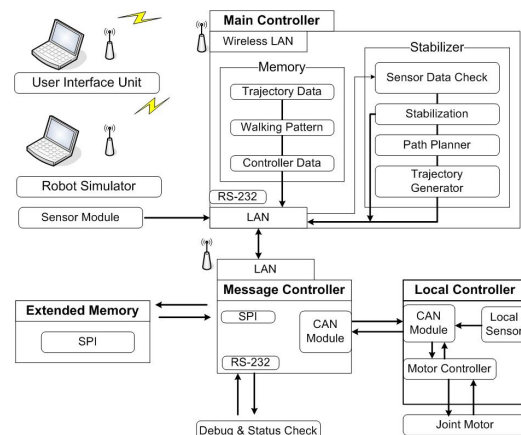 Main Controller
Wireless LAN
Stabilizer
Memory
Sensor Data Check
User Interface Unit
Trajectory Data
Stabilization
Walking Pattern
Path Planner
Controller Data
Trajectory
Generator
Robot Simulator
RS-232
Sensor Module
LAN
LAN
Extended Memory
Message Controller
Local Controller
SPI
SPI
CAN
Module
CAN
Module
Local
Sensor
RS-232
Motor Controller
Debug & Status Check
Joint Motor